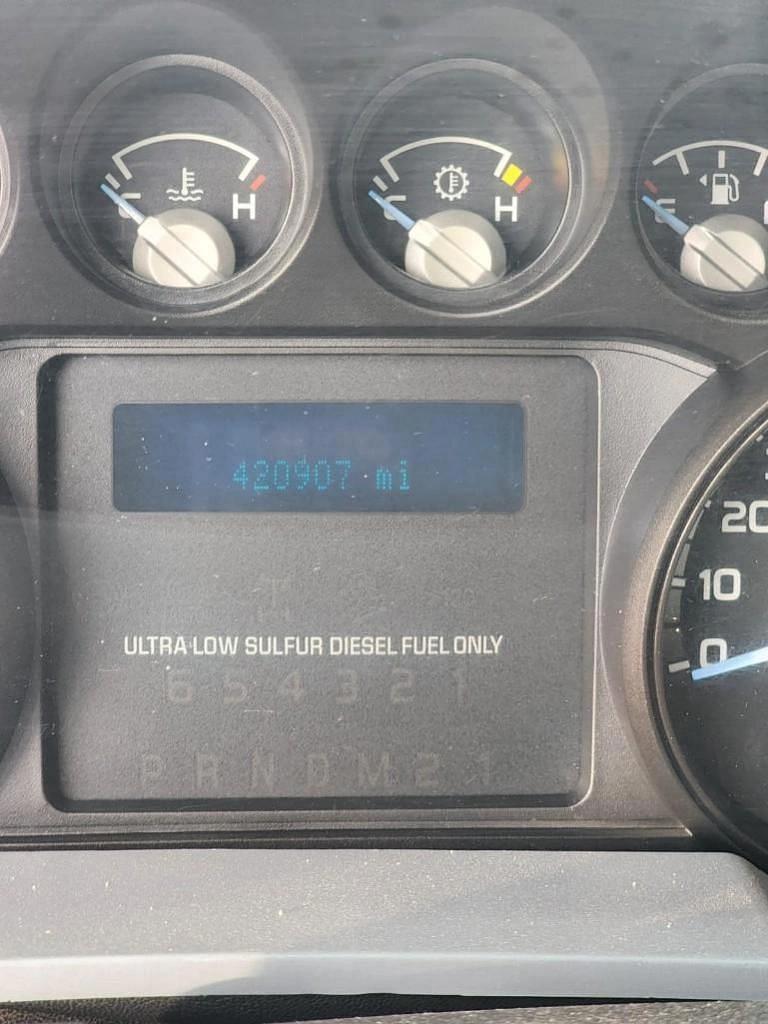 C H
C H
E
420907 mi
20
10
0
ULTRA LOW SULFUR DIESEL FUEL ONLY
6 5 4 3 2 1
P R N D M 2 1